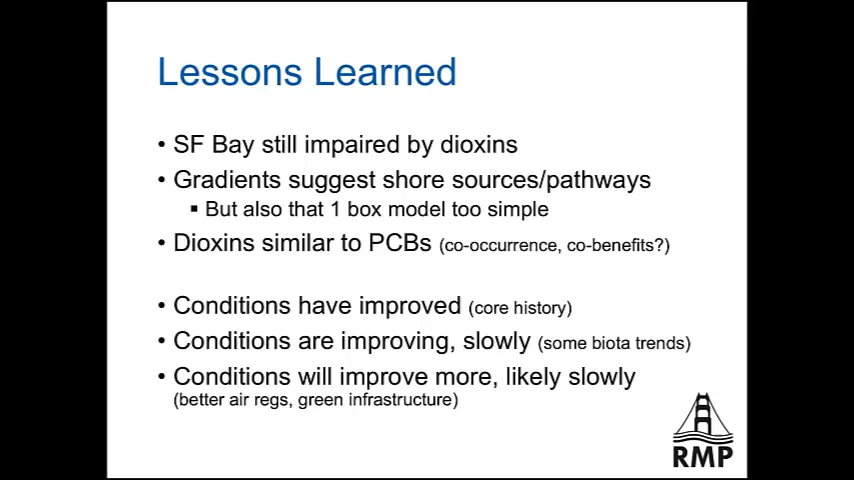 Lessons Learned
• SF Bay still impaired by dioxins
• Gradients suggest shore sources/pathways
▪ But also that 1 box model too simple
• Dioxins similar to PCBs (co-occurrence, co-benefits?)
• Conditions have improved (core history)
• Conditions are improving, slowly (some biota trends)
• Conditions will improve more, likely slowly
(better air regs, green infrastructure)
RMP